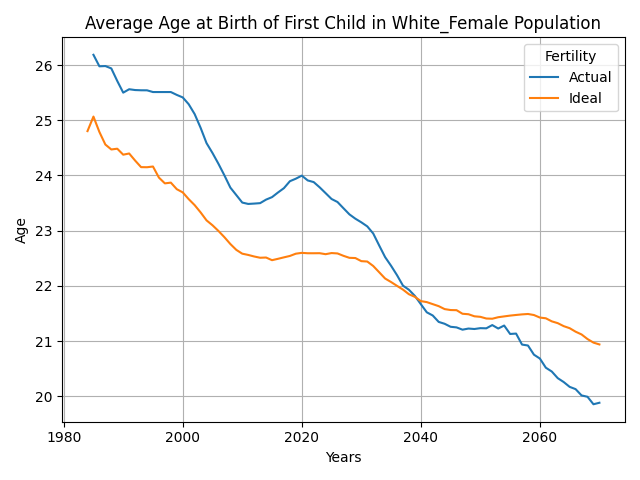 Average Age at Birth of First Child in White_Female Population
Fertility
Actual
Ideal
Age
26
25
24
23
22
21
20
1980
2000
2020
2040
2060
Years